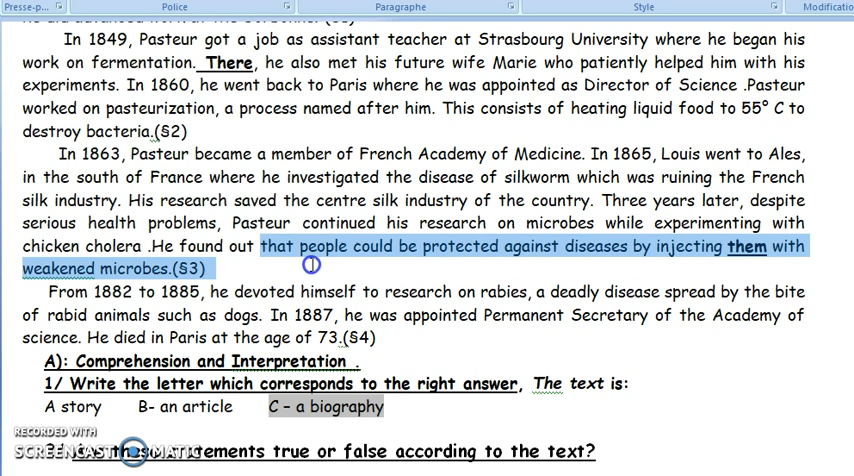 Presse-p... Police Paragraphe Style Modificatio
In 1849, Pasteur got a job as assistant teacher at Strasbourg University where he began his
work on fermentation. There, he also met his future wife Marie who patiently helped him with his
experiments. In 1860, he went back to Paris where he was appointed as Director of Science .Pasteur
worked on pasteurization, a process named after him. This consists of heating liquid food to 55° C to
destroy bacteria.(§2)
In 1863, Pasteur became a member of French Academy of Medicine. In 1865, Louis went to Ales,
in the south of France where he investigated the disease of silkworm which was ruining the French
silk industry. His research saved the centre silk industry of the country. Three years later, despite
serious health problems, Pasteur continued his research on microbes while experimenting with
chicken cholera .He found out that people could be protected against diseases by injecting them with
weakened microbes.(§3)
From 1882 to 1885, he devoted himself to research on rabies, a deadly disease spread by the bite
of rabid animals such as dogs. In 1887, he was appointed Permanent Secretary of the Academy of
science. He died in Paris at the age of 73.(§4)
A): Comprehension and Interpretation .
1/ Write the letter which corresponds to the right answer, The text is:
A story B- an article C – a biography
RECORDED WITH
SCREENCAST MATIC
these statements true or false according to the text?